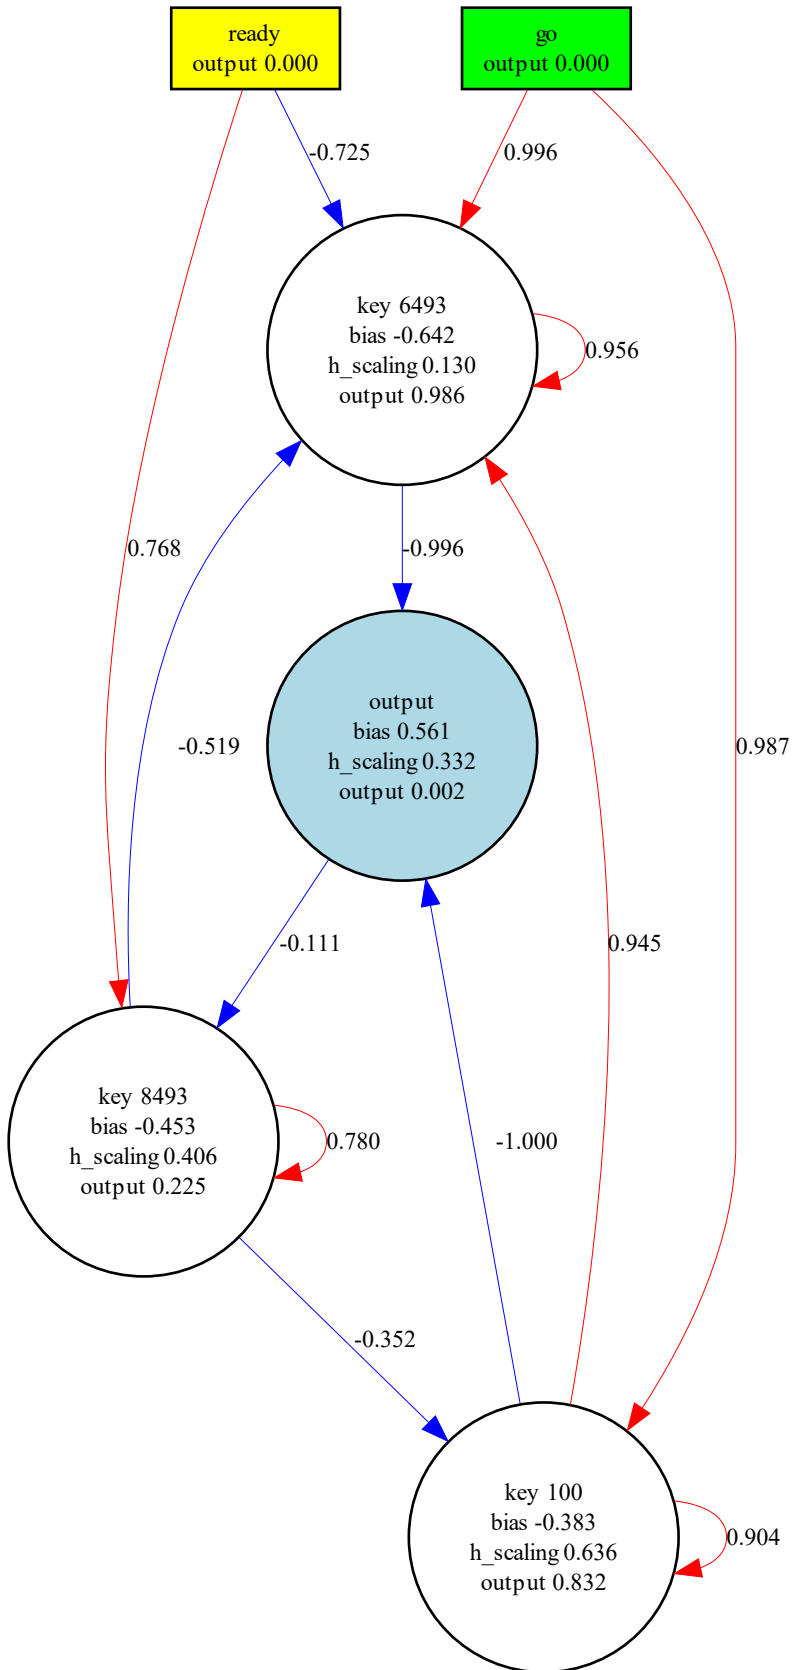 ready
output 0.000
go
output 0.000
-0.725
0.996
key 6493
bias -0.642
h_scaling 0.130
output 0.986
0.956
0.768
-0.996
output
bias 0.561
h_scaling 0.332
output 0.002
-0.519
0.987
-0.111
0.945
key 8493
bias -0.453
h_scaling 0.406
output 0.225
0.780
-1.000
-0.352
key 100
bias -0.383
h_scaling 0.636
output 0.832
0.904